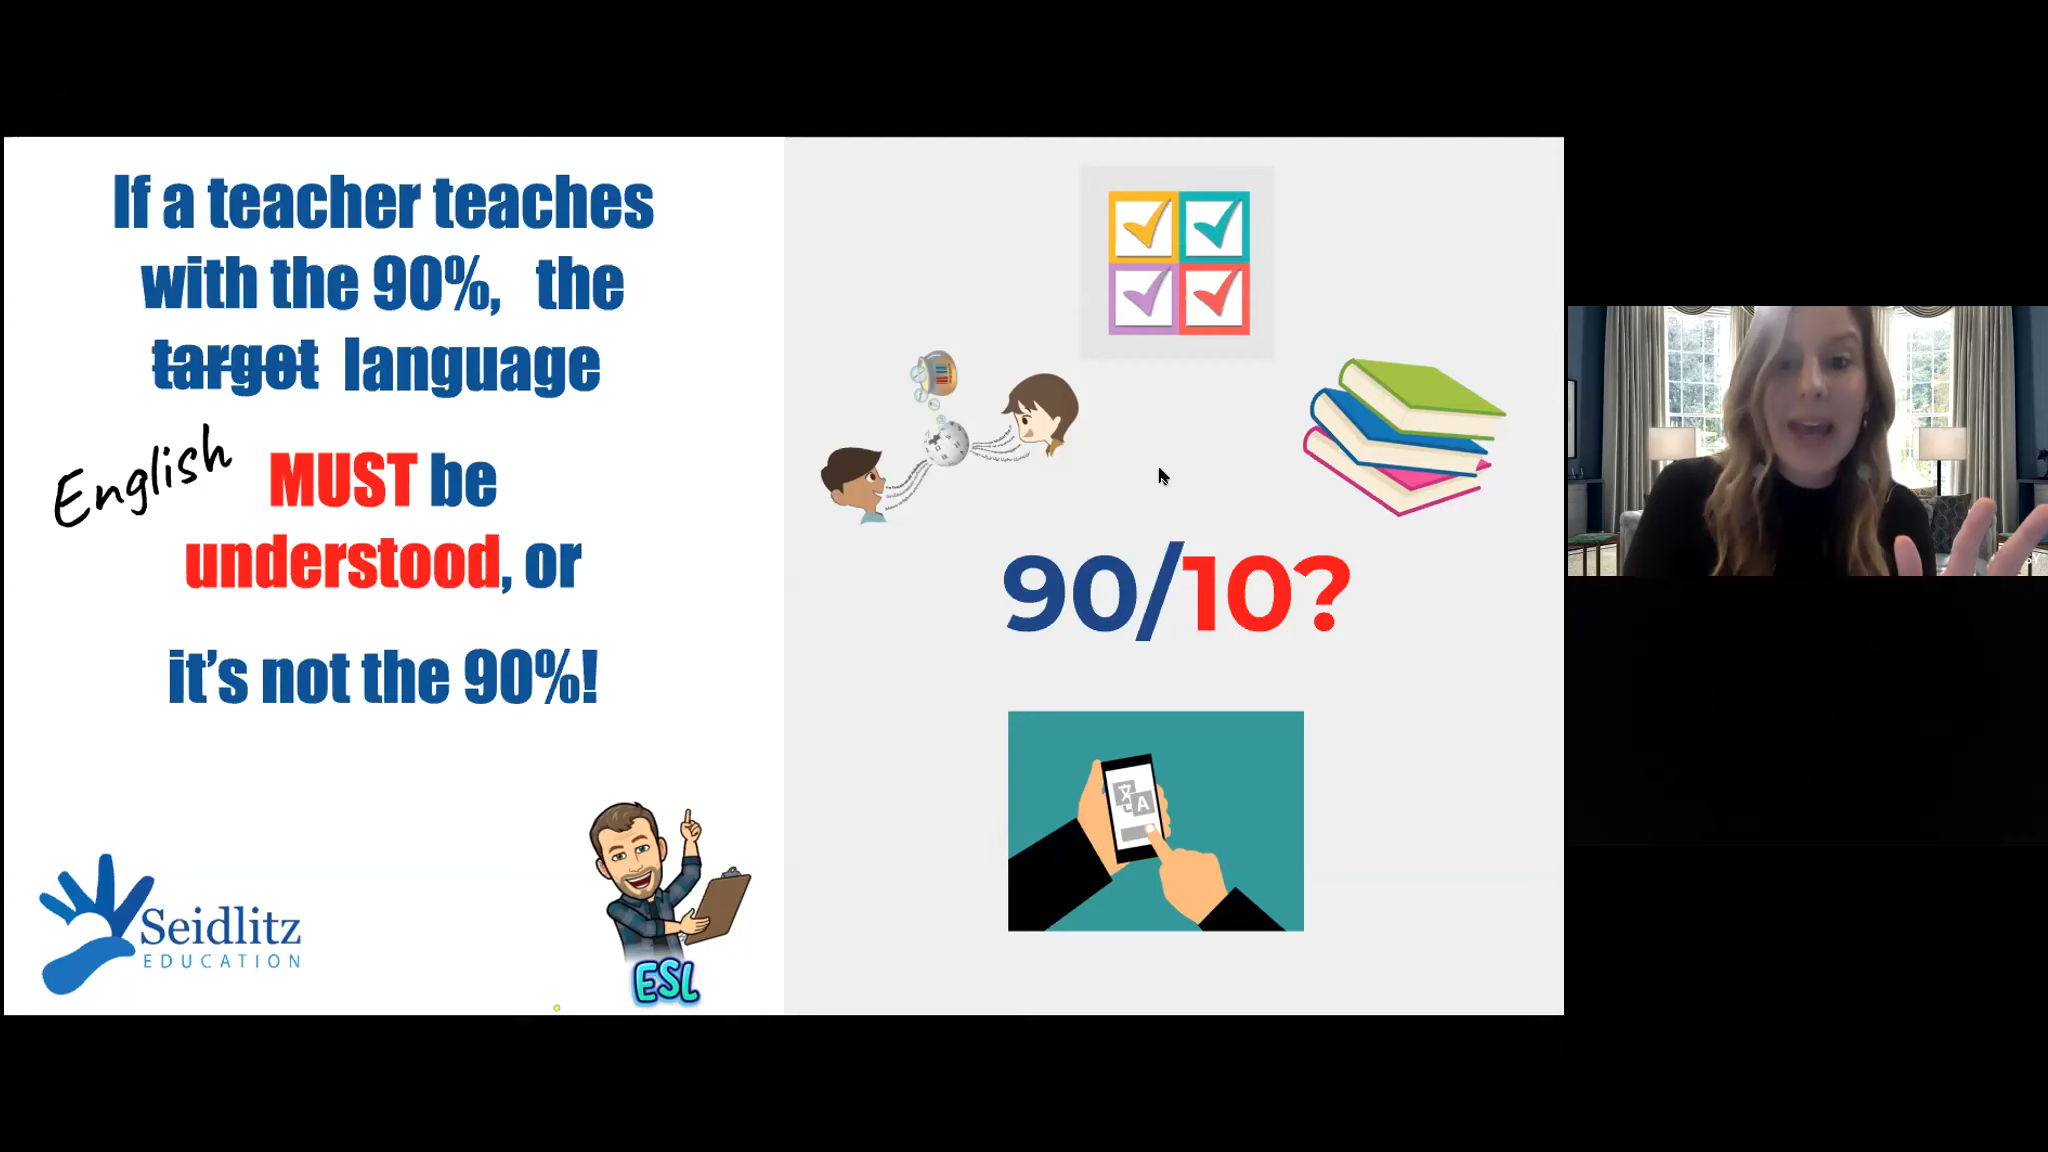 If a teacher teaches
with the 90%, the
target language
English
MUST be
understood, or
it's not the 90%!
90/10?
文 A
Seidlitz
EDUCATION
ESL